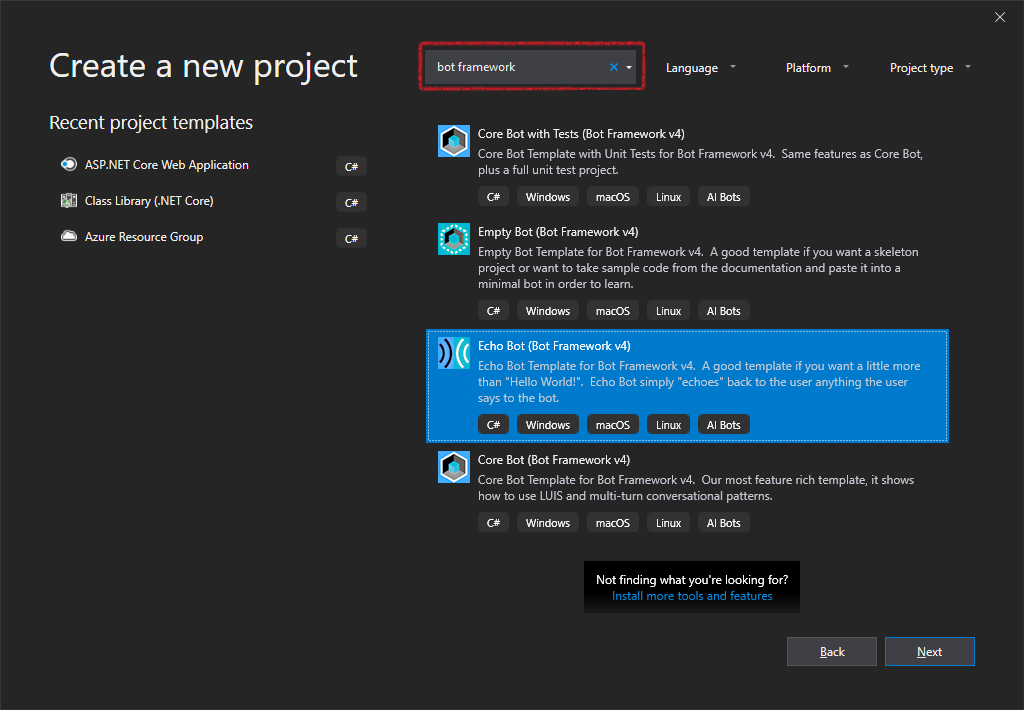 Create a new project
bot framework
Language
Platform
Project type
Recent project templates
ASP.NET Core Web Application
C#
Class Library (.NET Core)
C#
Azure Resource Group
C#
Core Bot with Tests (Bot Framework v4)
Core Bot Template with Unit Tests for Bot Framework v4.  Same features as Core Bot,
plus a full unit test project.
C# Windows macOS Linux AI Bots
Empty Bot (Bot Framework v4)
Empty Bot Template for Bot Framework v4.  A good template if you want a skeleton
project or want to take sample code from the documentation and paste it into a
minimal bot in order to learn.
C# Windows macOS Linux AI Bots
Echo Bot (Bot Framework v4)
Echo Bot Template for Bot Framework v4.  A good template if you want a little more
than "Hello World!".  Echo Bot simply "echoes" back to the user anything the user
says to the bot.
C# Windows macOS Linux AI Bots
Core Bot (Bot Framework v4)
Core Bot Template for Bot Framework v4.  Our most feature rich template, it shows
how to use LUIS and multi-turn conversational patterns.
C# Windows macOS Linux AI Bots
Not finding what you're looking for?
Install more tools and features
Back
Next